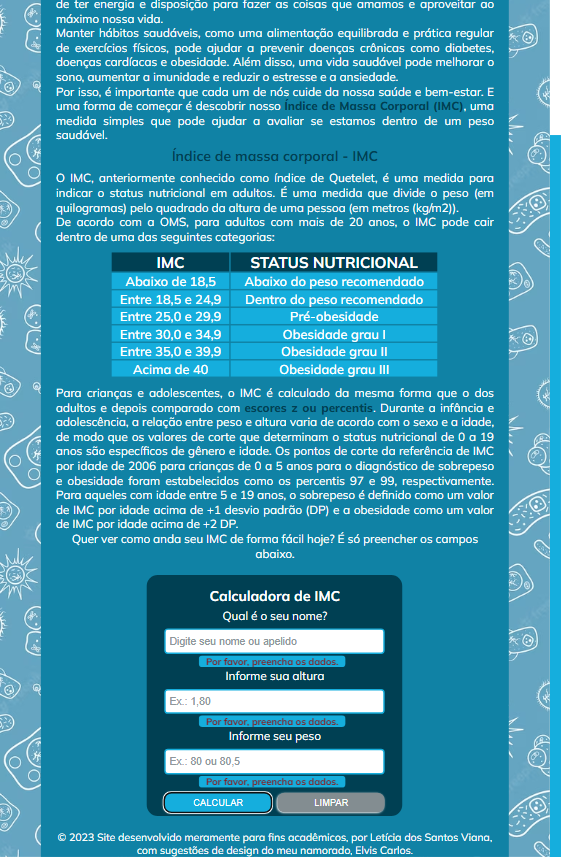 de ter energia e disposição para fazer as coisas que amamos e aproveitar ao
máximo nossa vida.
Manter hábitos saudáveis, como uma alimentação equilibrada e prática regular
de exercícios físicos, pode ajudar a prevenir doenças crônicas como diabetes,
doenças cardíacas e obesidade. Além disso, uma vida saudável pode melhorar o
sono, aumentar a imunidade e reduzir o estresse e a ansiedade.
Por isso, é importante que cada um de nós cuide da nossa saúde e bem-estar. E
uma forma de começar é descobrir nosso Índice de Massa Corporal (IMC), uma
medida simples que pode ajudar a avaliar se estamos dentro de um peso
saudável.
Índice de massa corporal - IMC
O IMC, anteriormente conhecido como índice de Quetelet, é uma medida para
indicar o status nutricional em adultos. É uma medida que divide o peso (em
quilogramas) pelo quadrado da altura de uma pessoa (em metros (kg/m2)).
De acordo com a OMS, para adultos com mais de 20 anos, o IMC pode cair
dentro de uma das seguintes categorias:
IMC STATUS NUTRICIONAL
Abaixo de 18,5 Abaixo do peso recomendado
Entre 18,5 e 24,9 Dentro do peso recomendado
Entre 25,0 e 29,9 Pré-obesidade
Entre 30,0 e 34,9 Obesidade grau I
Entre 35,0 e 39,9 Obesidade grau II
Acima de 40 Obesidade grau III
Para crianças e adolescentes, o IMC é calculado da mesma forma que o dos
adultos e depois comparado com escores z ou percentis. Durante a infância e
adolescência, a relação entre peso e altura varia de acordo com o sexo e a idade,
de modo que os valores de corte que determinam o status nutricional de 0 a 19
anos são específicos de gênero e idade. Os pontos de corte da referência de IMC
por idade de 2006 para crianças de 0 a 5 anos para o diagnóstico de sobrepeso
e obesidade foram estabelecidos como os percentis 97 e 99, respectivamente.
Para aqueles com idade entre 5 e 19 anos, o sobrepeso é definido como um valor
de IMC por idade acima de +1 desvio padrão (DP) e a obesidade como um valor
de IMC por idade acima de +2 DP.
Quer ver como anda seu IMC de forma fácil hoje? É só preencher os campos
abaixo.
Calculadora de IMC
Qual é o seu nome?
Digite seu nome ou apelido
Por favor, preencha os dados.
Informe sua altura
Ex.: 1,80
Por favor, preencha os dados.
Informe seu peso
Ex.: 80 ou 80,5
Por favor, preencha os dados.
CALCULAR LIMPAR
© 2023 Site desenvolvido meramente para fins acadêmicos, por Letícia dos Santos Viana,
com sugestões de design do meu namorado, Elvis Carlos.